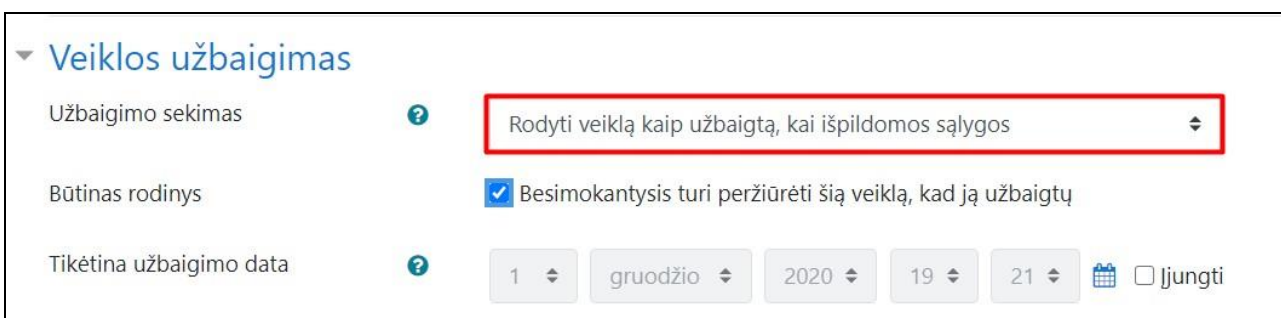 Veiklos užbaigimas
Užbaigimo sekimas ? Rodyti veiklą kaip užbaigtą, kai išpildomos sąlygos
Būtinas rodinys Besimokantysis turi peržiūrėti šią veiklą, kad ją užbaigtų
Tikėtina užbaigimo data ? 1 gruodžio 2020 19 21 Įjungti